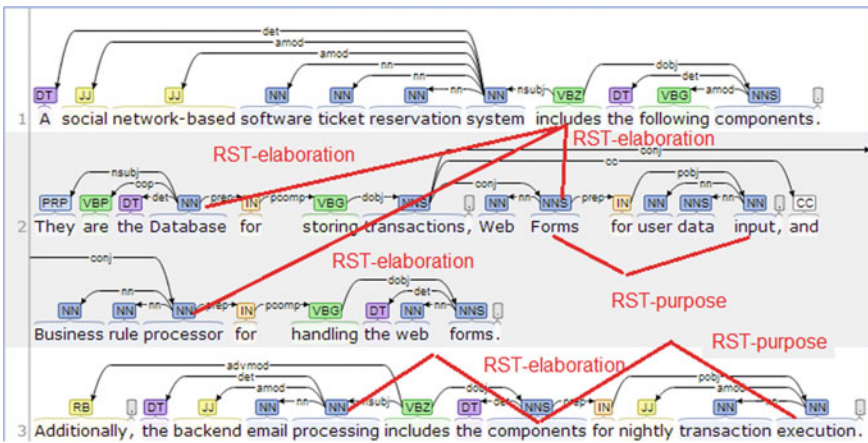 det
amod
amod
nn
nn
nn
nn
nsubj
dobj
det
amod
DT JJ JJ NN NN NN NN VBZ DT VBG NNS .
1 A social network-based software ticket reservation system includes the following components.
RST-elaboration
RST-elaboration
conj
cc
nsubj
cop
det
prep
pcomp
dobj
conj
nn
prep
pobj
nn
nn
PRP VBP DT NN IN VBG NNS , NN NNS IN NN NNS NN , CC
2 They are the Database for storing transactions, Web Forms for user data input, and
conj
RST-elaboration
RST-purpose
nn
nn
prep
pcomp
dobj
det
nn
NN NN NN IN VBG DT NN NNS .
Business rule processor for handling the web forms.
RST-elaboration
RST-purpose
advmod
det
amod
nn
nsubj
dobj
det
prep
pobj
amod
nn
RB , DT JJ NN NN VBZ DT NNS IN JJ NN NN .
3 Additionally, the backend email processing includes the components for nightly transaction execution.